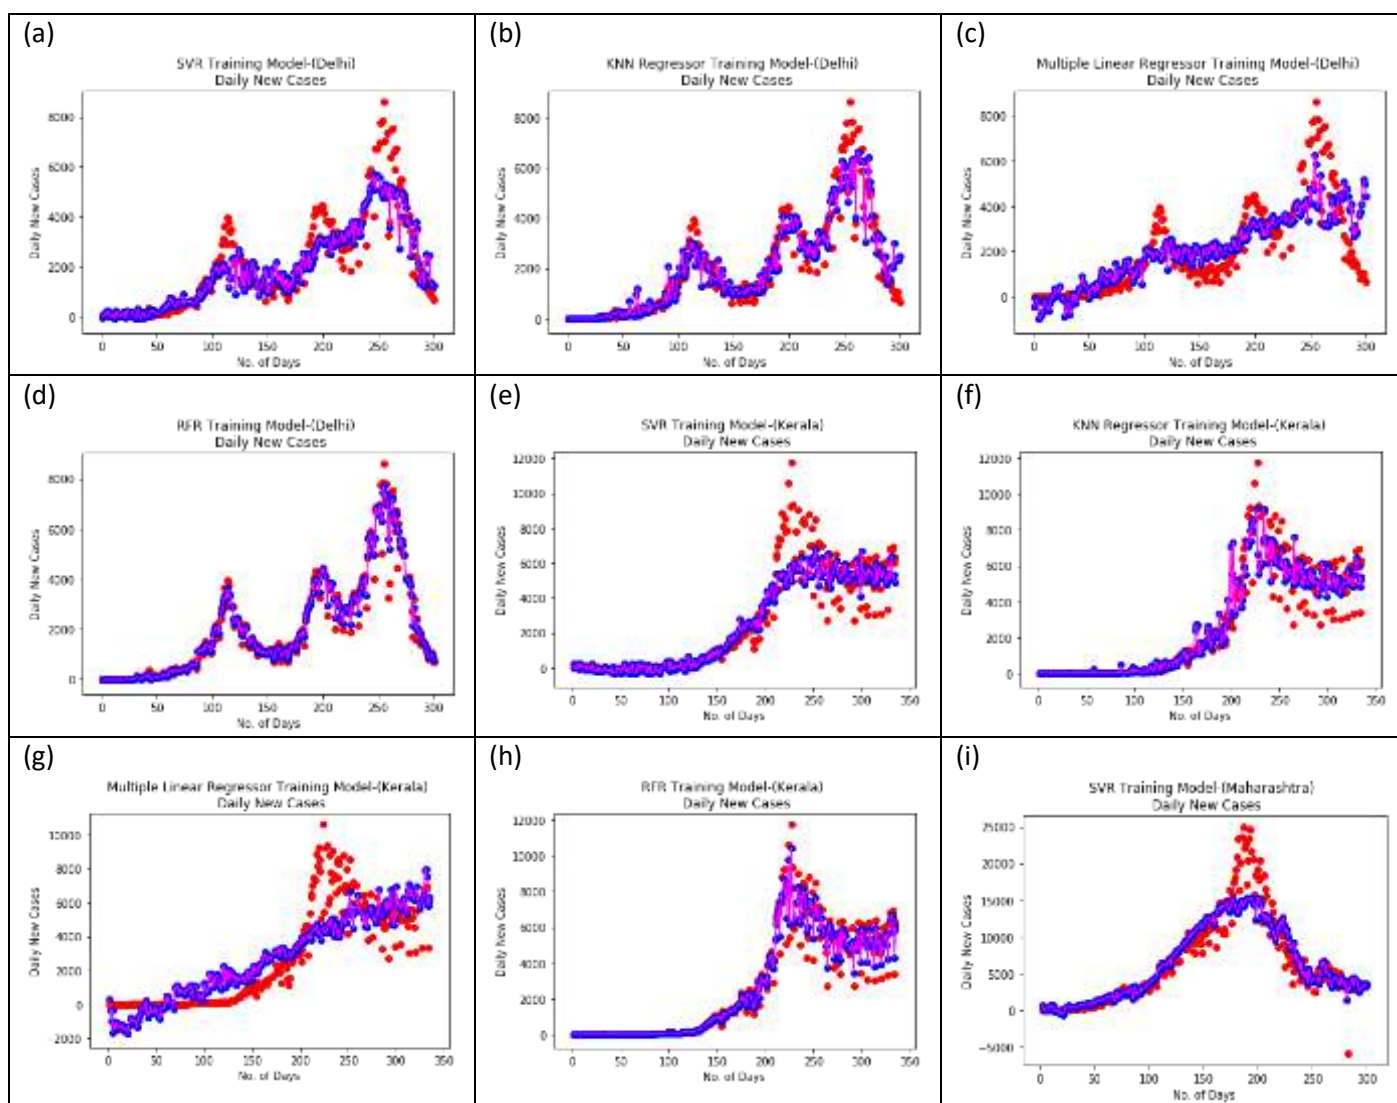 (a)
SVR Training Model-(Delhi)
Daily New Cases
8000
6000
4000
2000
0
Daily New Cases
0 50 100 150 200 250 300
No. of Days
(b)
KNN Regressor Training Model-(Delhi)
Daily New Cases
8000
6000
4000
2000
0
Daily New Cases
0 50 100 150 200 250 300
No. of Days
(c)
Multiple Linear Regressor Training Model-(Delhi)
Daily New Cases
8000
6000
4000
2000
0
Daily New Cases
0 50 100 150 200 250 300
No. of Days
(d)
RFR Training Model-(Delhi)
Daily New Cases
8000
6000
4000
2000
0
Daily New Cases
0 50 100 150 200 250 300
No. of Days
(e)
SVR Training Model-(Kerala)
Daily New Cases
12000
10000
8000
6000
4000
2000
0
Daily New Cases
0 50 100 150 200 250 300 350
No. of Days
(f)
KNN Regressor Training Model-(Kerala)
Daily New Cases
12000
10000
8000
6000
4000
2000
0
Daily New Cases
0 50 100 150 200 250 300 350
No. of Days
(g)
Multiple Linear Regressor Training Model-(Kerala)
Daily New Cases
10000
8000
6000
4000
2000
0
-2000
Daily New Cases
0 50 100 150 200 250 300 350
No. of Days
(h)
RFR Training Model-(Kerala)
Daily New Cases
12000
10000
8000
6000
4000
2000
0
Daily New Cases
0 50 100 150 200 250 300 350
No. of Days
(i)
SVR Training Model-(Maharashtra)
Daily New Cases
25000
20000
15000
10000
5000
0
−5000
Daily New Cases
0 50 100 150 200 250 300
No. of Days